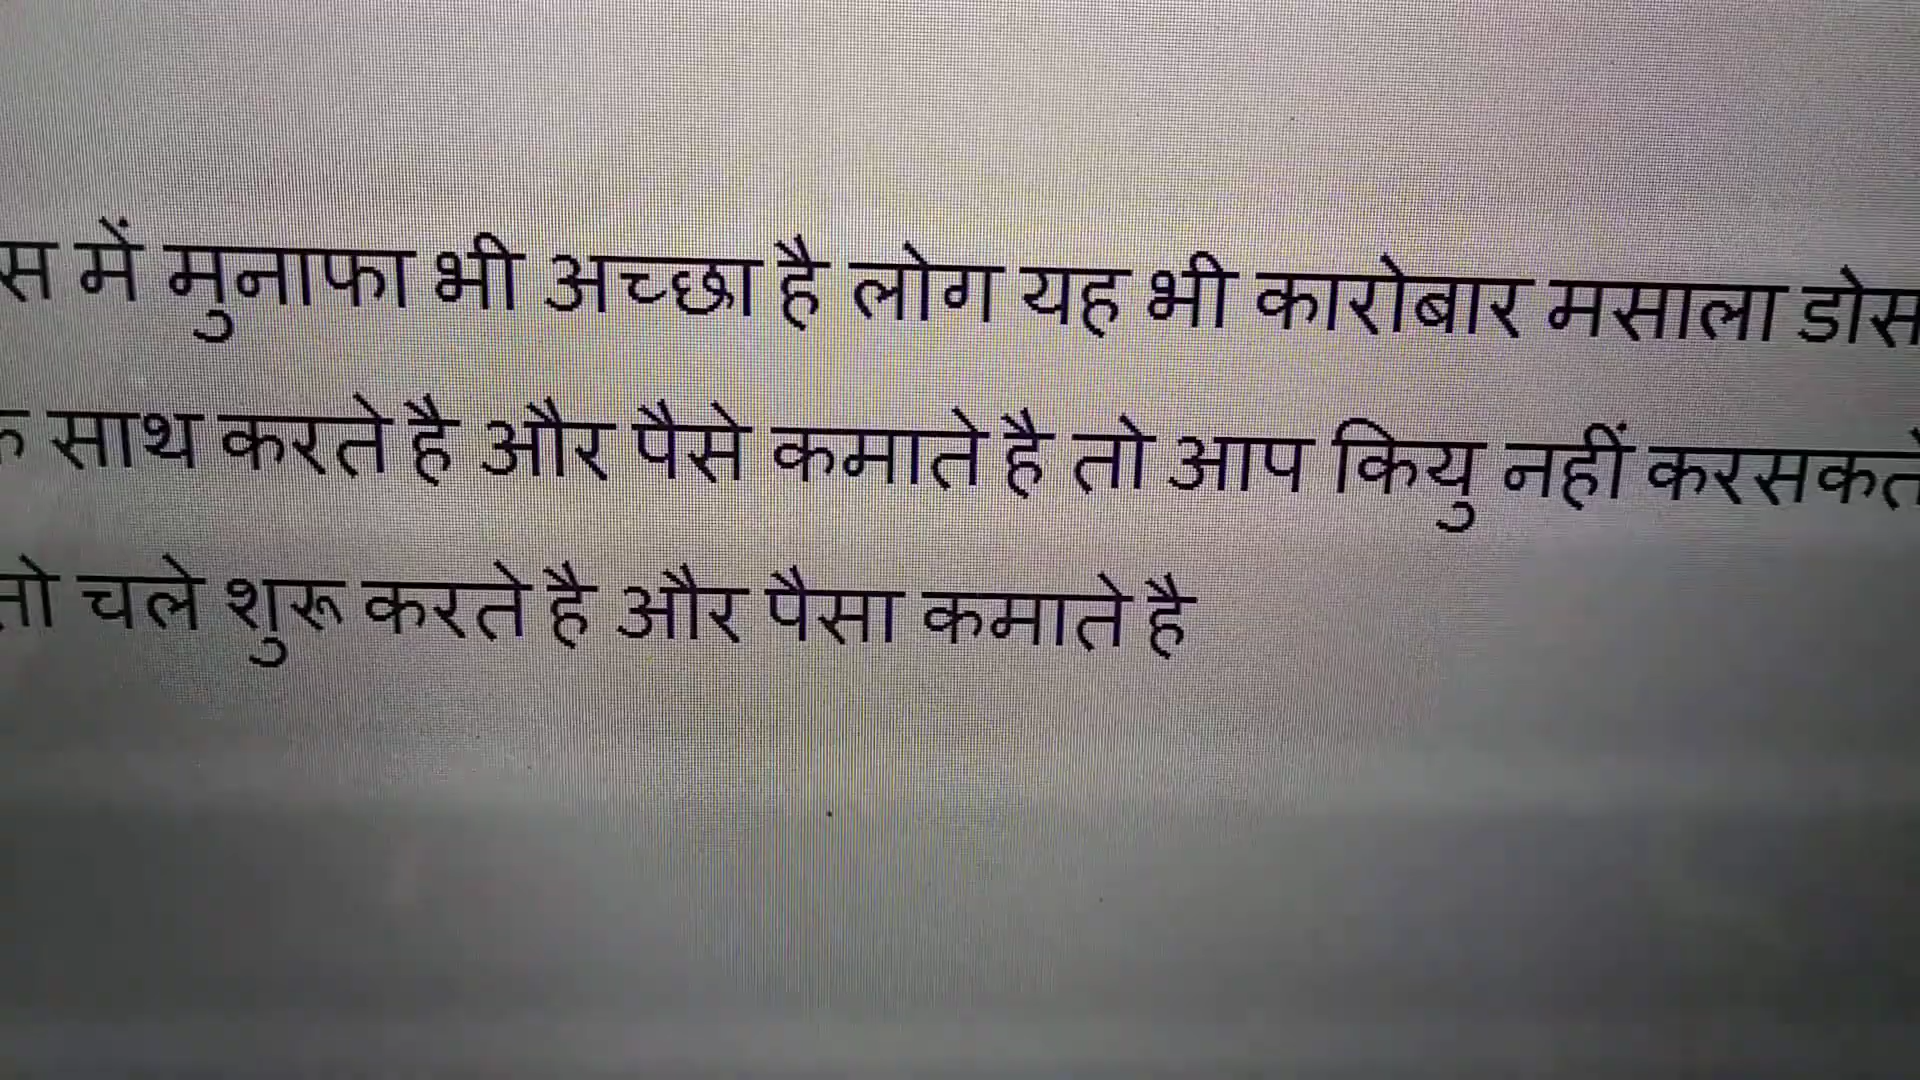 स में मुनाफा भी अच्छा है लोग यह भी कारोबार मसाला डोस
साथ करते है और पैसे कमाते है तो आप कियु नहीं करसकते
तो चले शुरू करते है और पैसा कमाते है